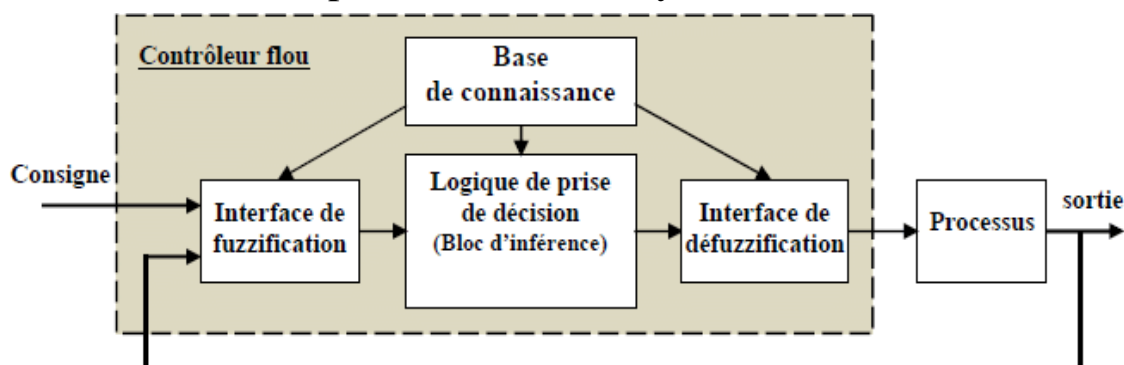 Contrôleur flou
Base
de connaissance
Consigne
Interface de
fuzzification
Logique de prise
de décision
(Bloc d'inférence)
Interface de
défuzzification
Processus
sortie